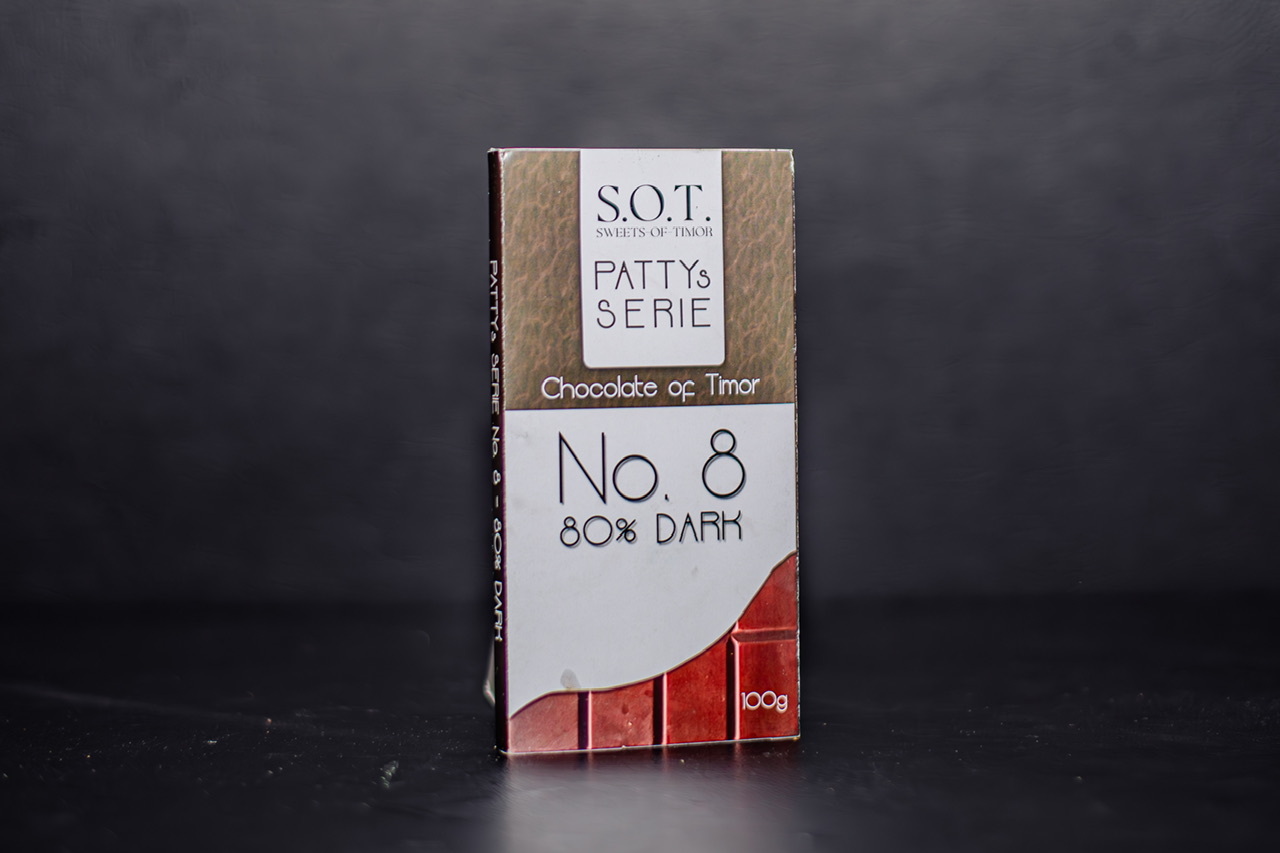 S.O.T.
SWEETS-OF-TIMOR
PATTYs
SERIE
Chocolate of Timor
No. 8
80% DARK
100g
PATTYs SERIE No. 8 - 80% DARK